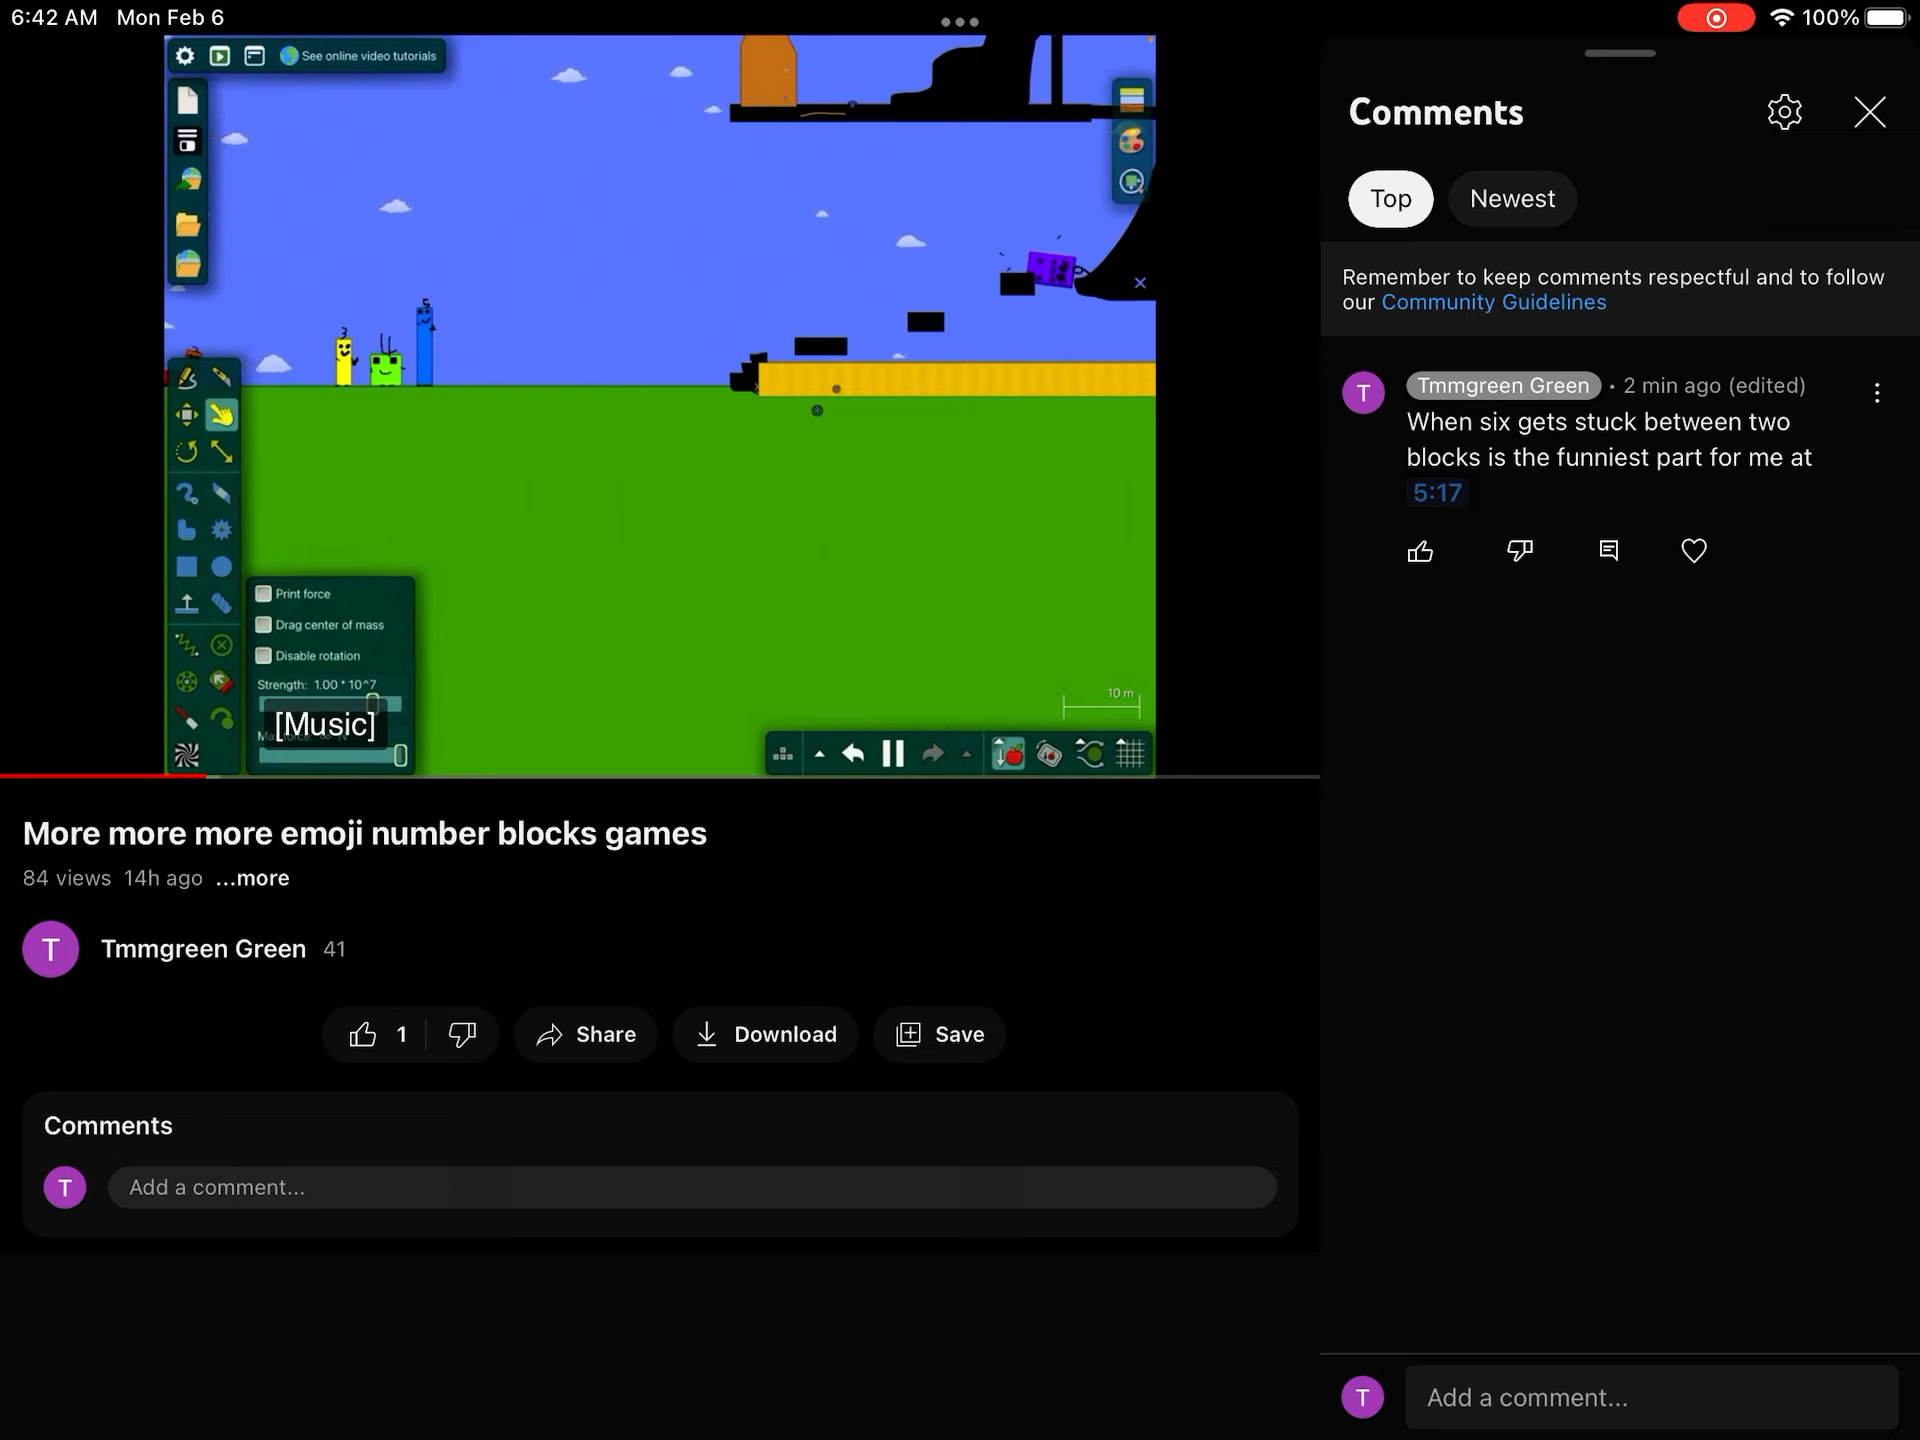 6:42 AM Mon Feb 6
100%
See online video tutorials
3
5
Print force
Drag center of mass
Disable rotation
Strength: 1.00 * 10^7
[Music]
10 m
More more more emoji number blocks games
84 views 14h ago ...more
T
Tmmgreen Green 41
1
Share
Download
Save
Comments
T
Add a comment...
Comments
Top
Newest
Remember to keep comments respectful and to follow
our Community Guidelines
T
Tmmgreen Green • 2 min ago (edited)
When six gets stuck between two
blocks is the funniest part for me at
5:17
T
Add a comment...